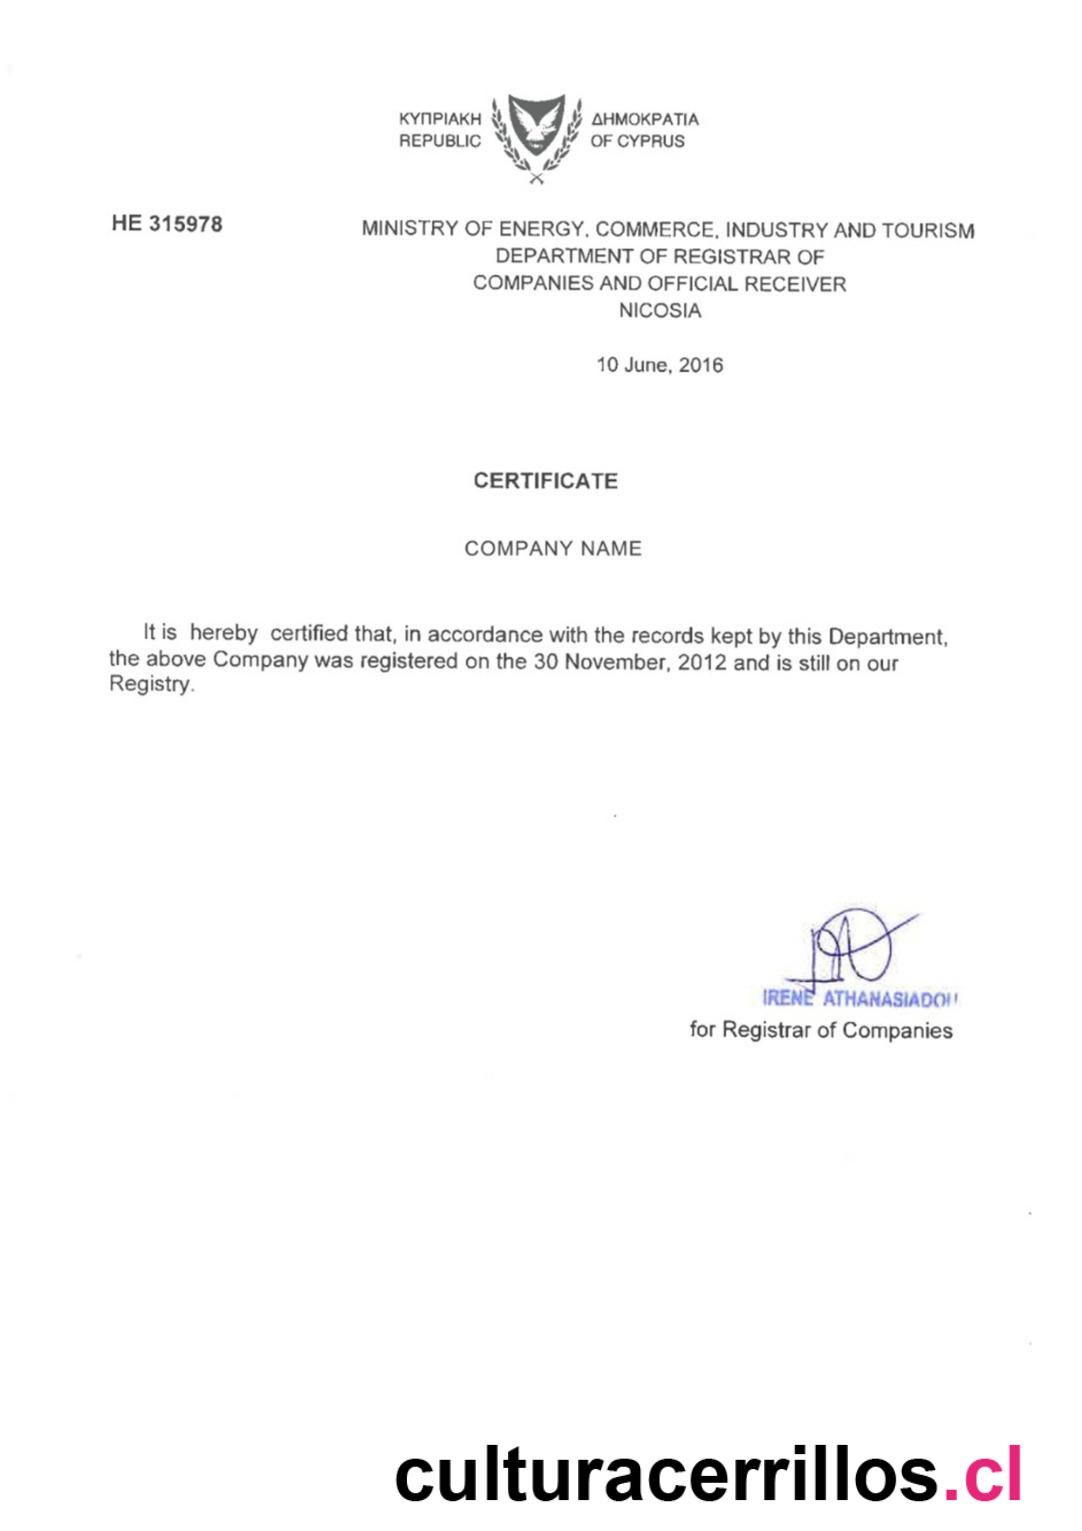 ΚΥΠΡΙΑΚΗ ΔΗΜΟΚΡΑΤΙΑ
REPUBLIC OF CYPRUS
HE 315978
MINISTRY OF ENERGY, COMMERCE, INDUSTRY AND TOURISM
DEPARTMENT OF REGISTRAR OF
COMPANIES AND OFFICIAL RECEIVER
NICOSIA
10 June, 2016
CERTIFICATE
COMPANY NAME
It is hereby certified that, in accordance with the records kept by this Department,
the above Company was registered on the 30 November, 2012 and is still on our
Registry.
IRENE ATHANASIADOU
for Registrar of Companies
culturacerrillos.cl